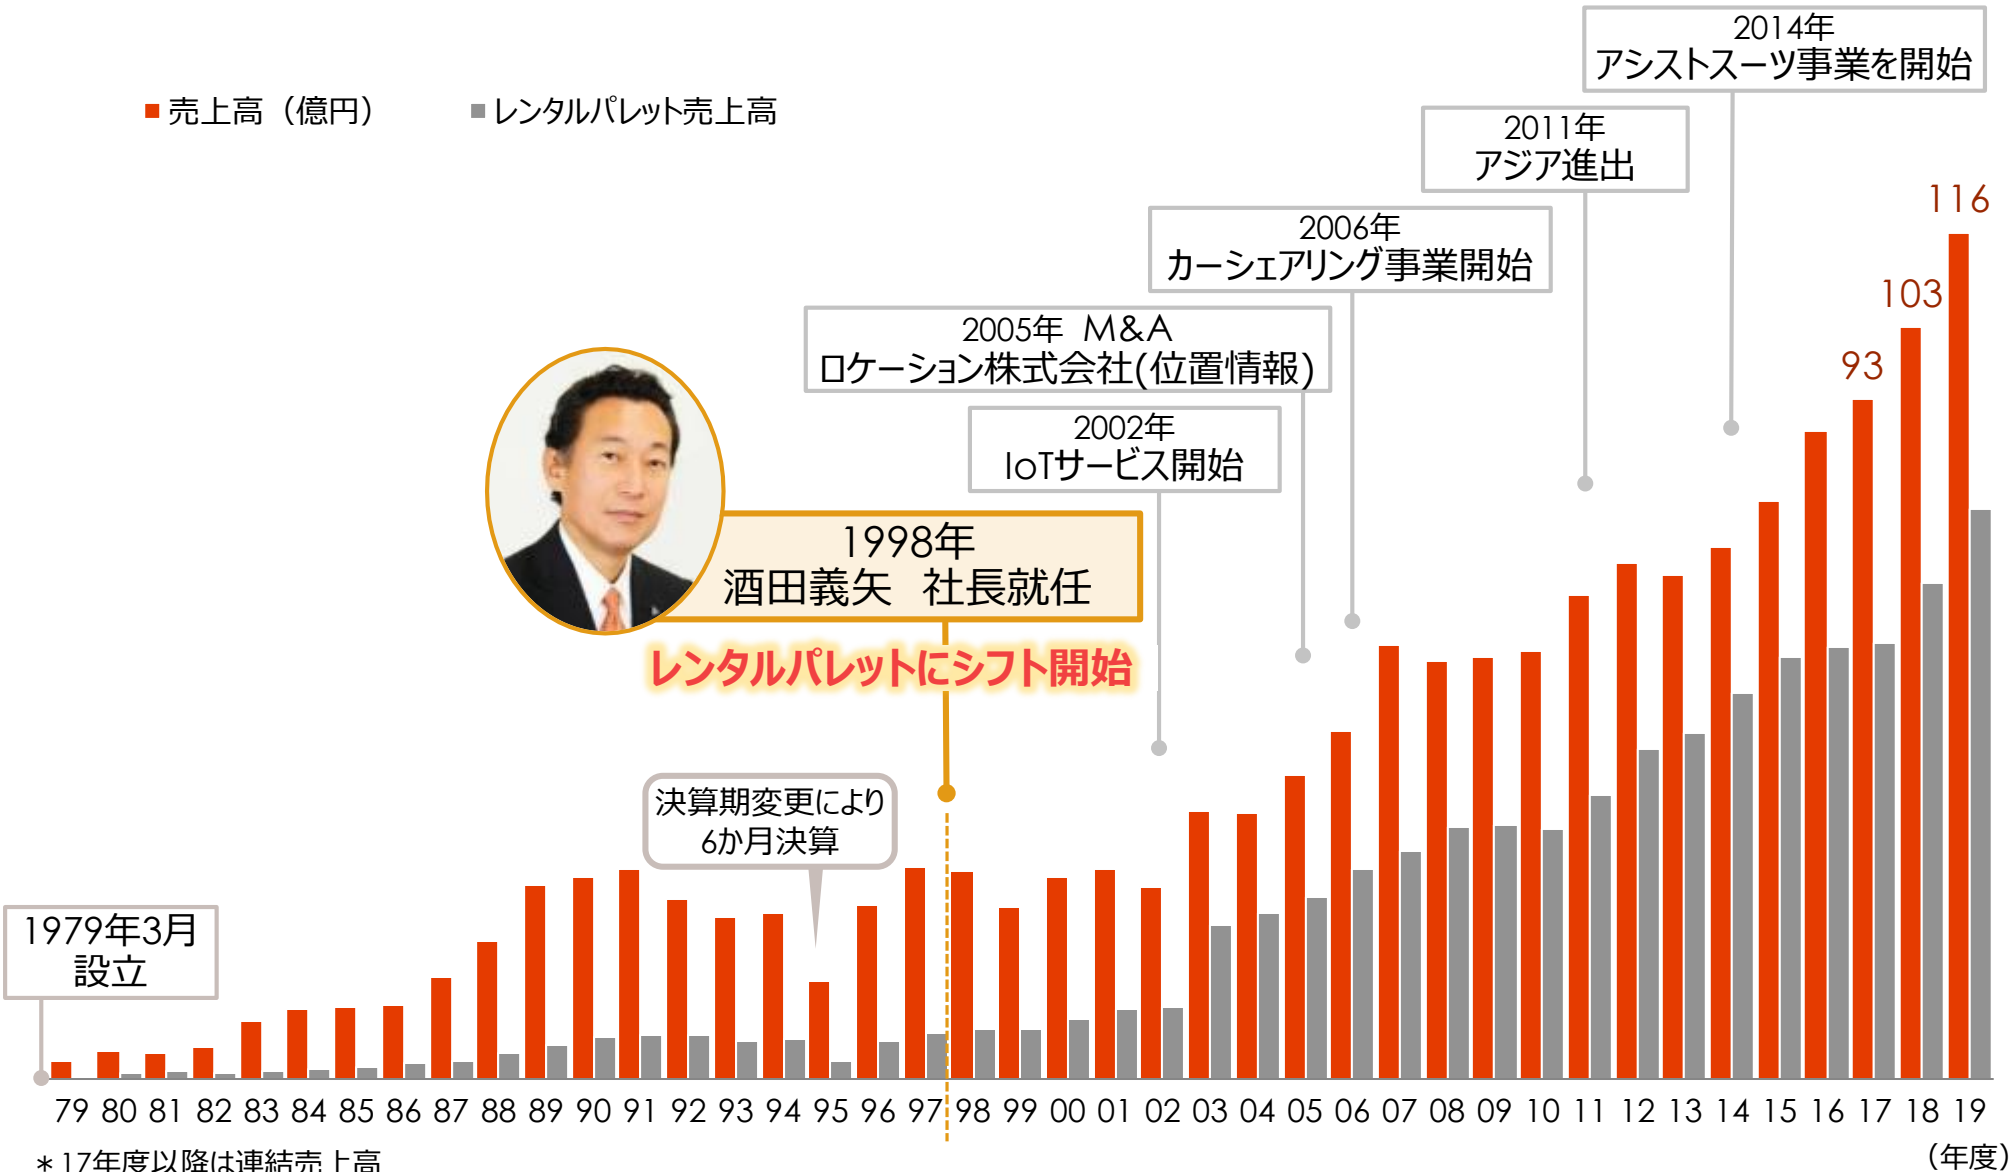 2014年
アシストスーツ事業を開始
■ 売上高（億円） ■ レンタルパレット売上高
2011年
アジア進出
116
2006年
カーシェアリング事業開始
103
2005年 M&A
ロケーション株式会社(位置情報)
93
2002年
IoTサービス開始
1998年
酒田義矢 社長就任
レンタルパレットにシフト開始
決算期変更により
6か月決算
1979年3月
設立
79 80 81 82 83 84 85 86 87 88 89 90 91 92 93 94 95 96 97 98 99 00 01 02 03 04 05 06 07 08 09 10 11 12 13 14 15 16 17 18 19
（年度）
＊17年度以降は連結売上高